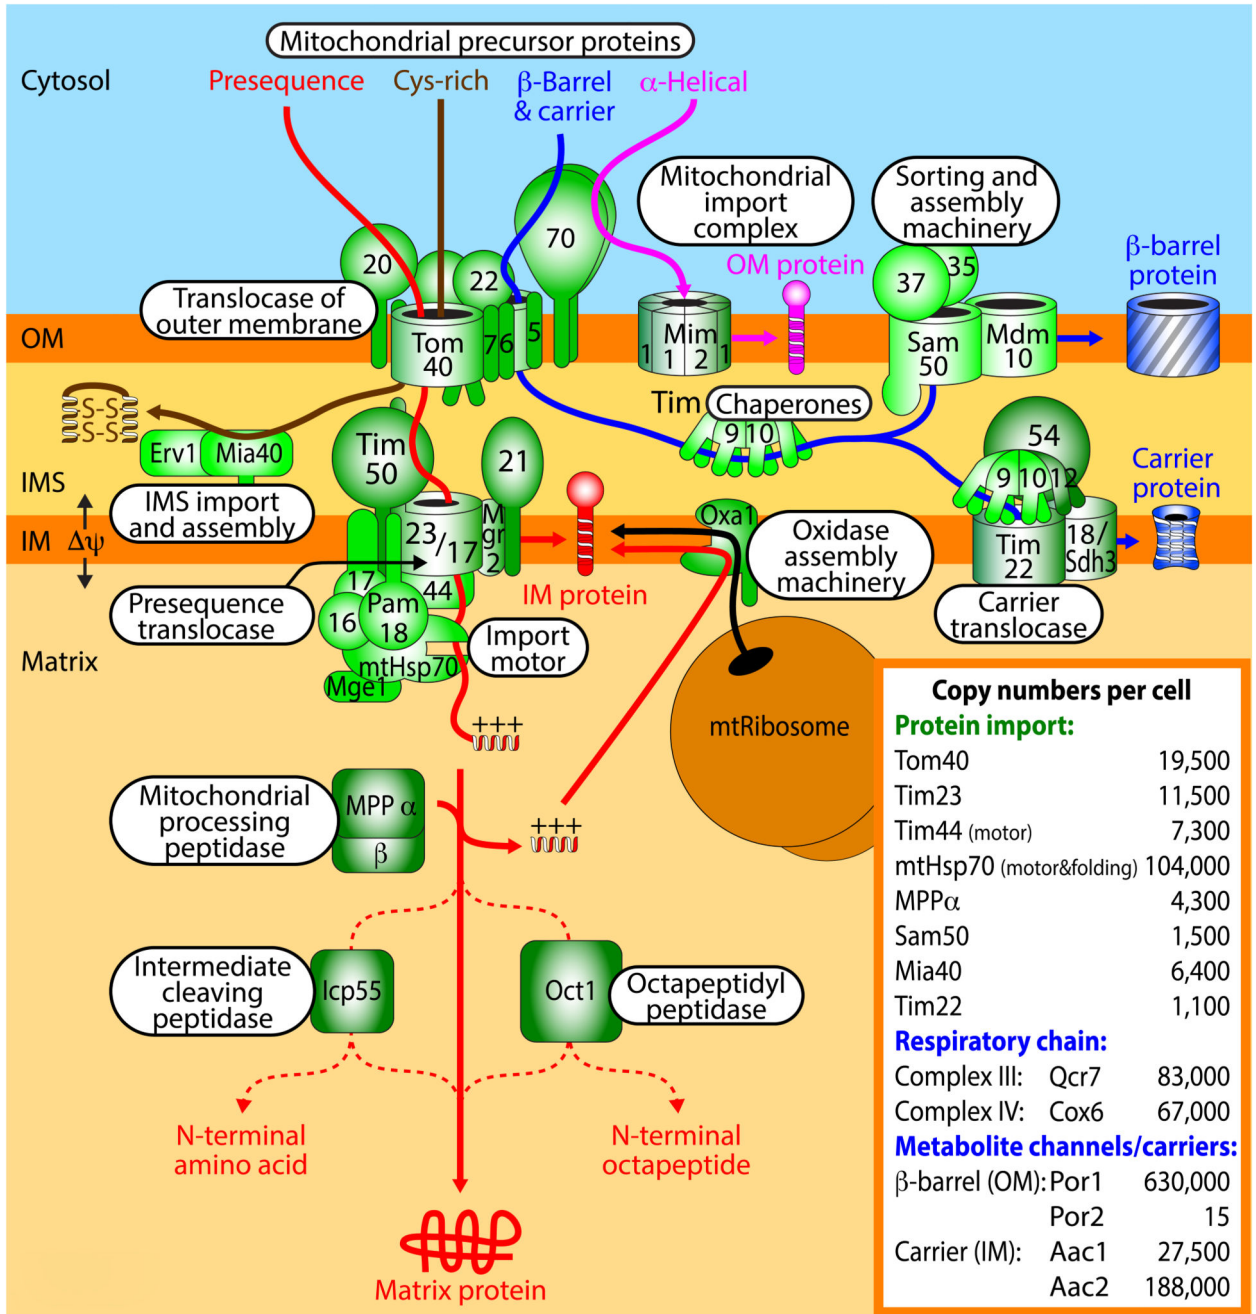 Mitochondrial precursor proteins
Cytosol
Presequence
Cys-rich
β-Barrel
& carrier
α-Helical
Mitochondrial
import
complex
Sorting and
assembly
machinery
20
22
70
OM protein
37
35
β-barrel
protein
Translocase of
outer membrane
OM
Tom
40
7
6
5
1
Mim
1
2
1
Sam
50
Mdm
10
S-S
S-S
Erv1
Mia40
Tim
50
21
Tim
Chaperones
9
10
54
9
10
12
Carrier
protein
IMS
IMS import
and assembly
IM
Δψ
23/17
Mgr2
Oxa1
Oxidase
assembly
machinery
Tim
22
18/
Sdh3
17
44
IM protein
Presequence
translocase
16
Pam
18
Import
motor
Carrier
translocase
Matrix
mtHsp70
Mge1
+++
mtRibosome
Mitochondrial
processing
peptidase
MPP α
β
+++
Intermediate
cleaving
peptidase
Icp55
Oct1
Octapeptidyl
peptidase
N-terminal
amino acid
N-terminal
octapeptide
Matrix protein
Copy numbers per cell
Protein import:
Tom40 19,500
Tim23 11,500
Tim44 (motor) 7,300
mtHsp70 (motor&folding) 104,000
MPPα 4,300
Sam50 1,500
Mia40 6,400
Tim22 1,100
Respiratory chain:
Complex III: Qcr7 83,000
Complex IV: Cox6 67,000
Metabolite channels/carriers:
β-barrel (OM): Por1 630,000
Por2 15
Carrier (IM): Aac1 27,500
Aac2 188,000